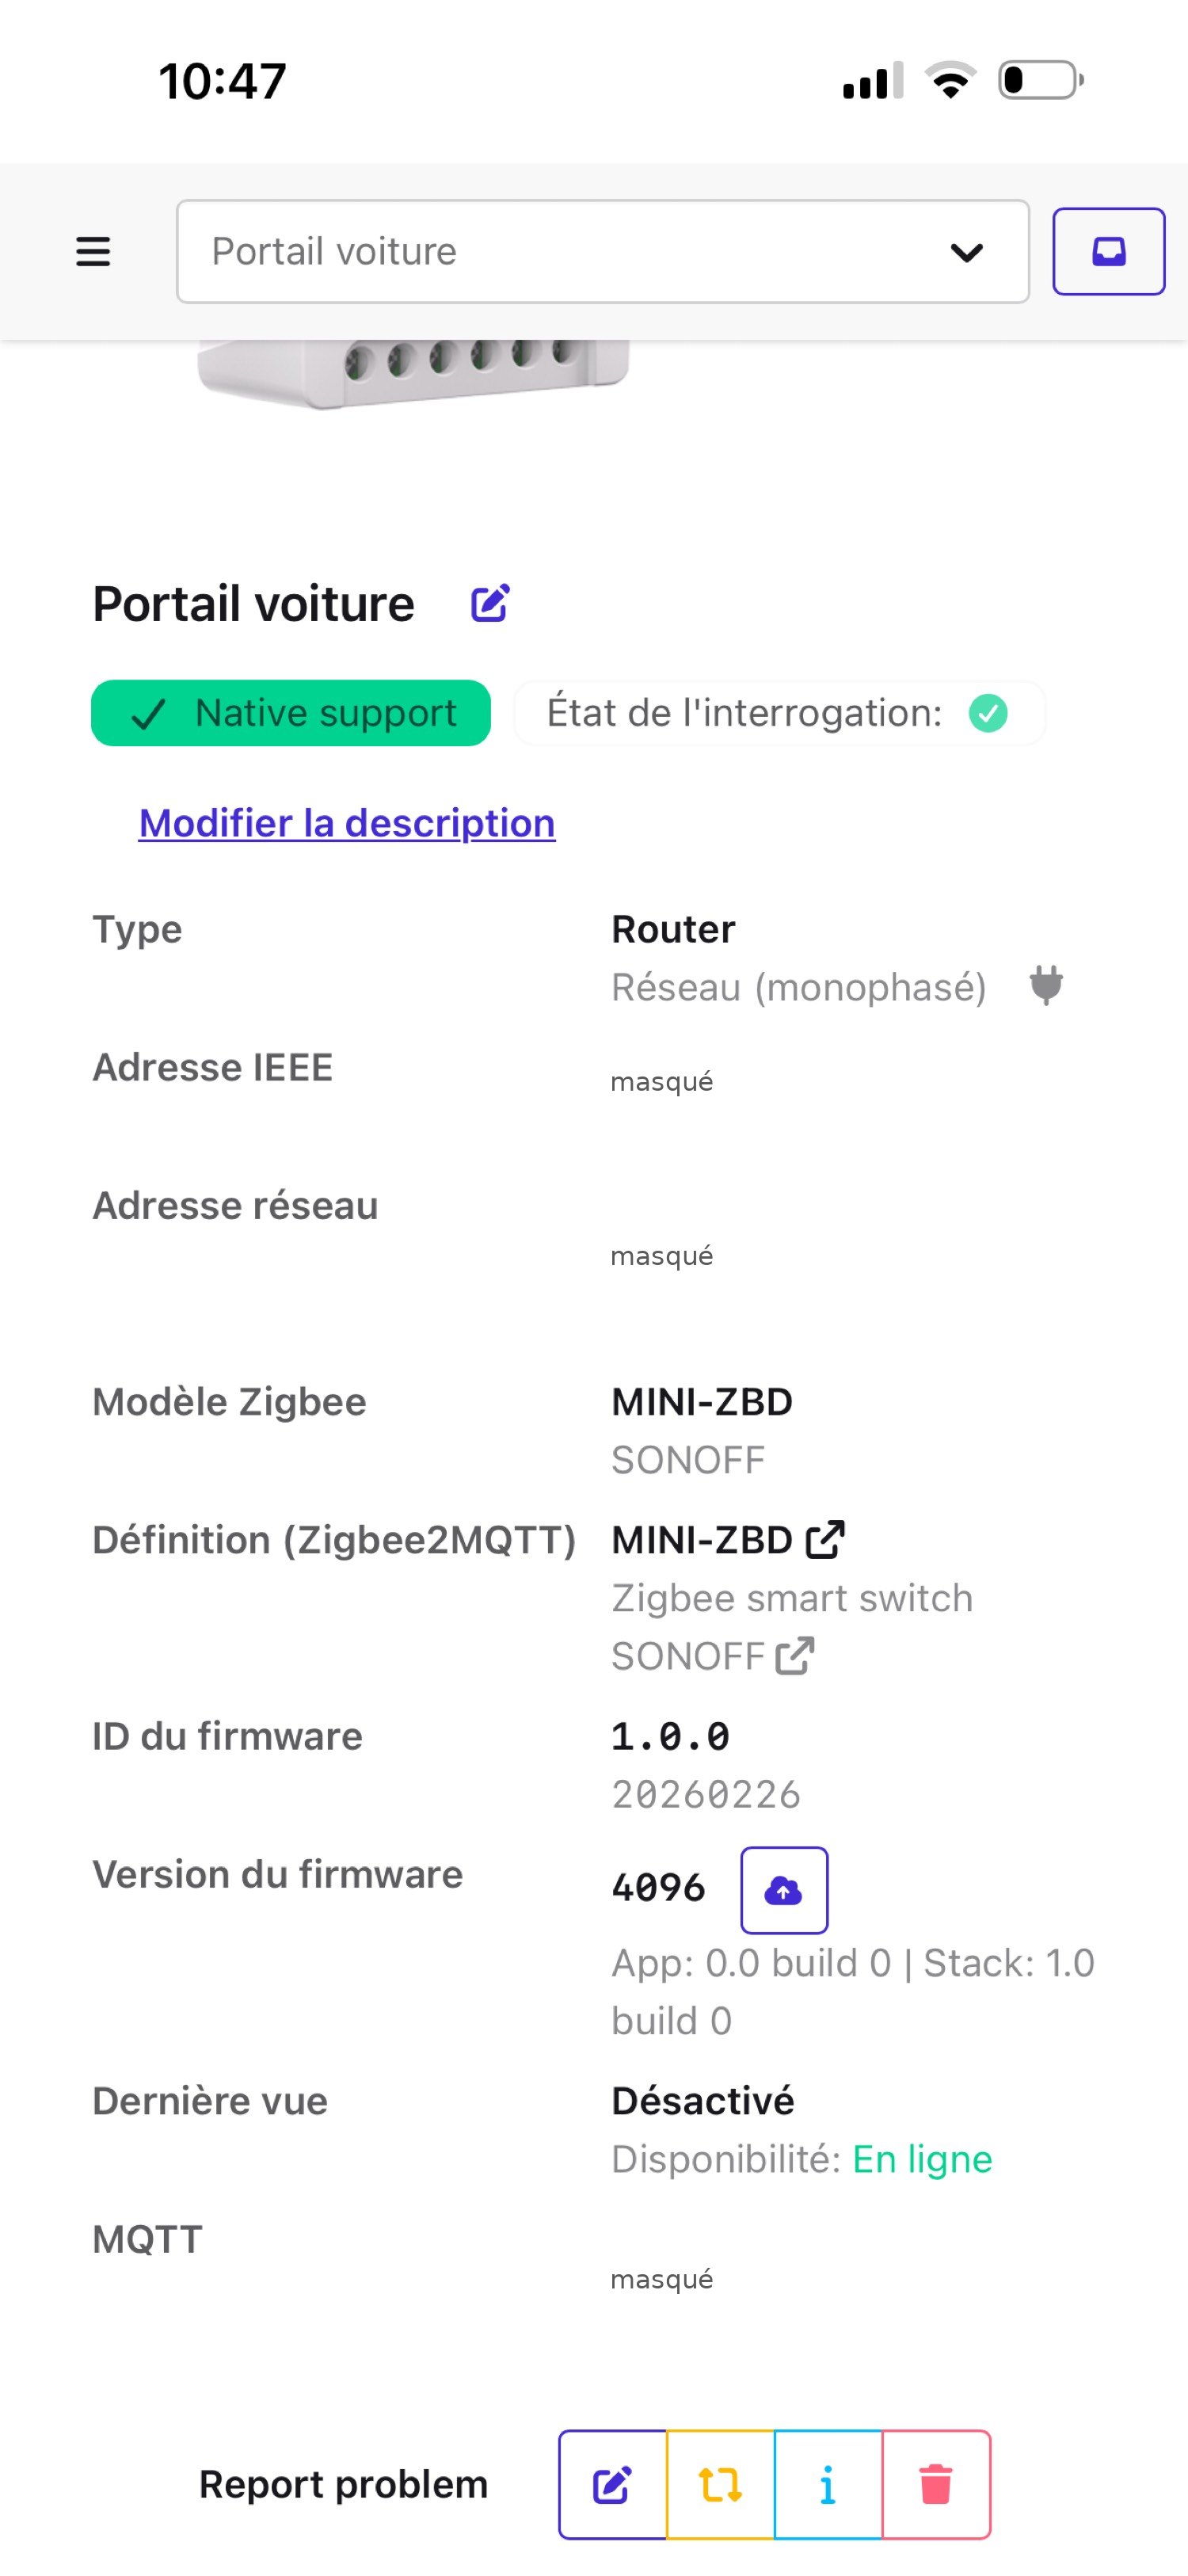 10:47
Portail voiture
Portail voiture
Native support
État de l'interrogation:
Modifier la description
Type
Router
Réseau (monophasé)
Adresse IEEE
masqué
Adresse réseau
masqué
Modèle Zigbee
MINI-ZBD
SONOFF
Définition (Zigbee2MQTT)
MINI-ZBD
Zigbee smart switch
SONOFF
ID du firmware
1.0.0
20260226
Version du firmware
4096
App: 0.0 build 0 | Stack: 1.0
build 0
Dernière vue
Désactivé
Disponibilité: En ligne
MQTT
masqué
Report problem